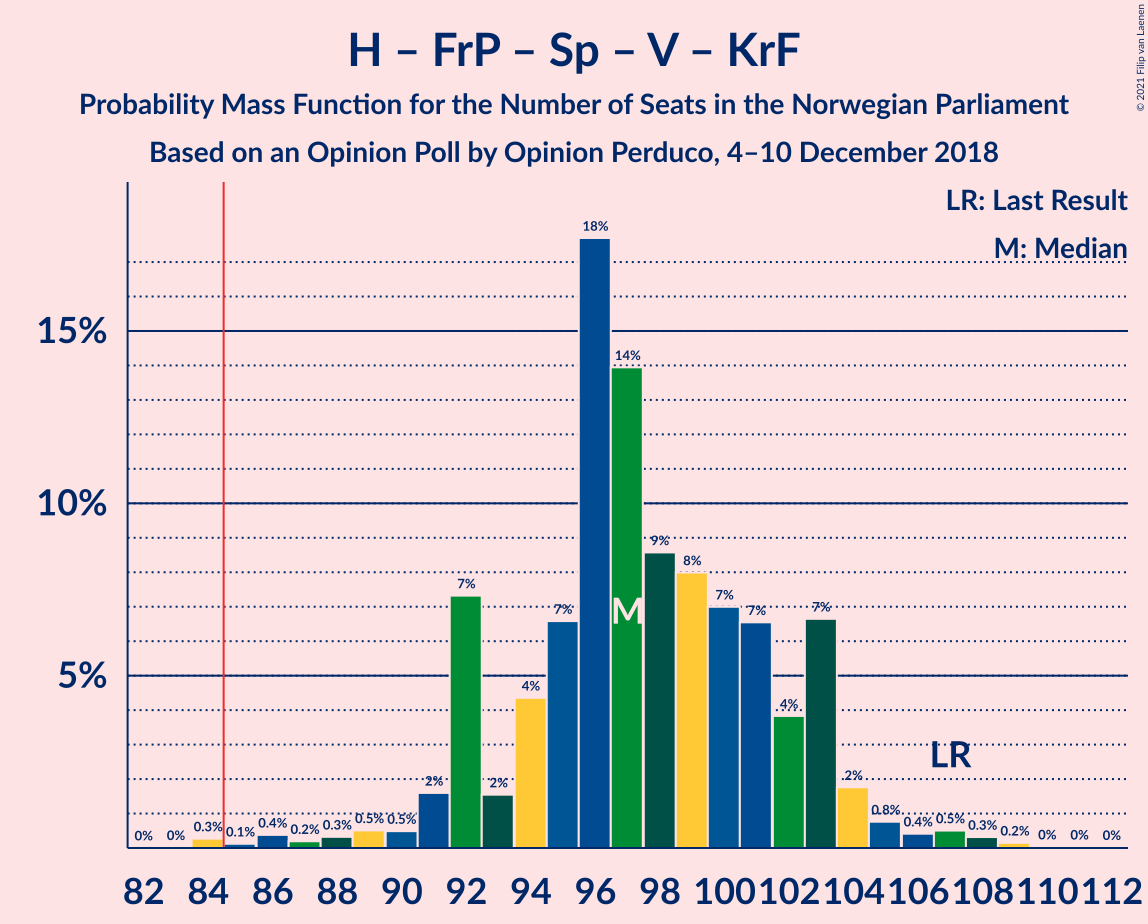 H – FrP – Sp – V – KrF
Probability Mass Function for the Number of Seats in the Norwegian Parliament
Based on an Opinion Poll by Opinion Perduco, 4–10 December 2018
© 2021 Filip van Laenen
LR: Last Result
M: Median
15%
10%
5%
0% 0% 0.3% 0.1% 0.4% 0.2% 0.3% 0.5% 0.5% 2% 7% 2% 4% 7% 18% 14% 9% 8% 7% 7% 4% 7% 2% 0.8% 0.4% 0.5% 0.3% 0.2% 0% 0% 0%
M
LR
82 84 86 88 90 92 94 96 98 100 102 104 106 108 110 112